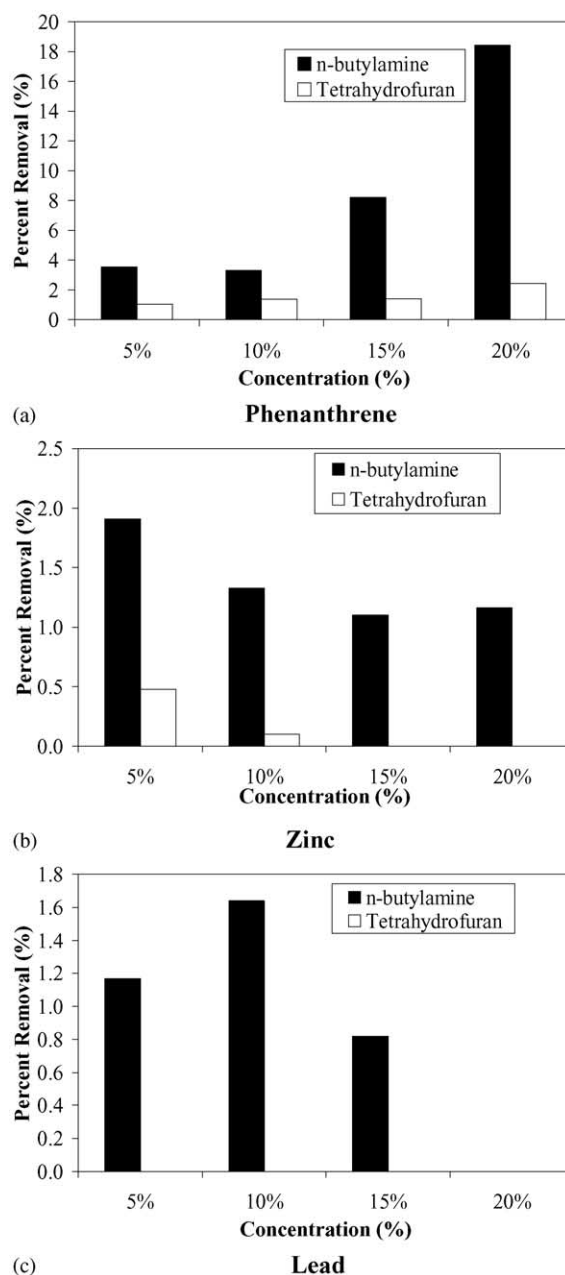 20
18
16
14
12
10
8
6
4
2
0
Percent Removal (%)
n-butylamine
Tetrahydrofuran
5% 10% 15% 20%
Concentration (%)
(a) Phenanthrene
2.5
2.0
1.5
1.0
0.5
0.0
Percent Removal (%)
n-butylamine
Tetrahydrofuran
5% 10% 15% 20%
Concentration (%)
(b) Zinc
1.8
1.6
1.4
1.2
1.0
0.8
0.6
0.4
0.2
0.0
Percent Removal (%)
n-butylamine
Tetrahydrofuran
5% 10% 15% 20%
Concentration (%)
(c) Lead